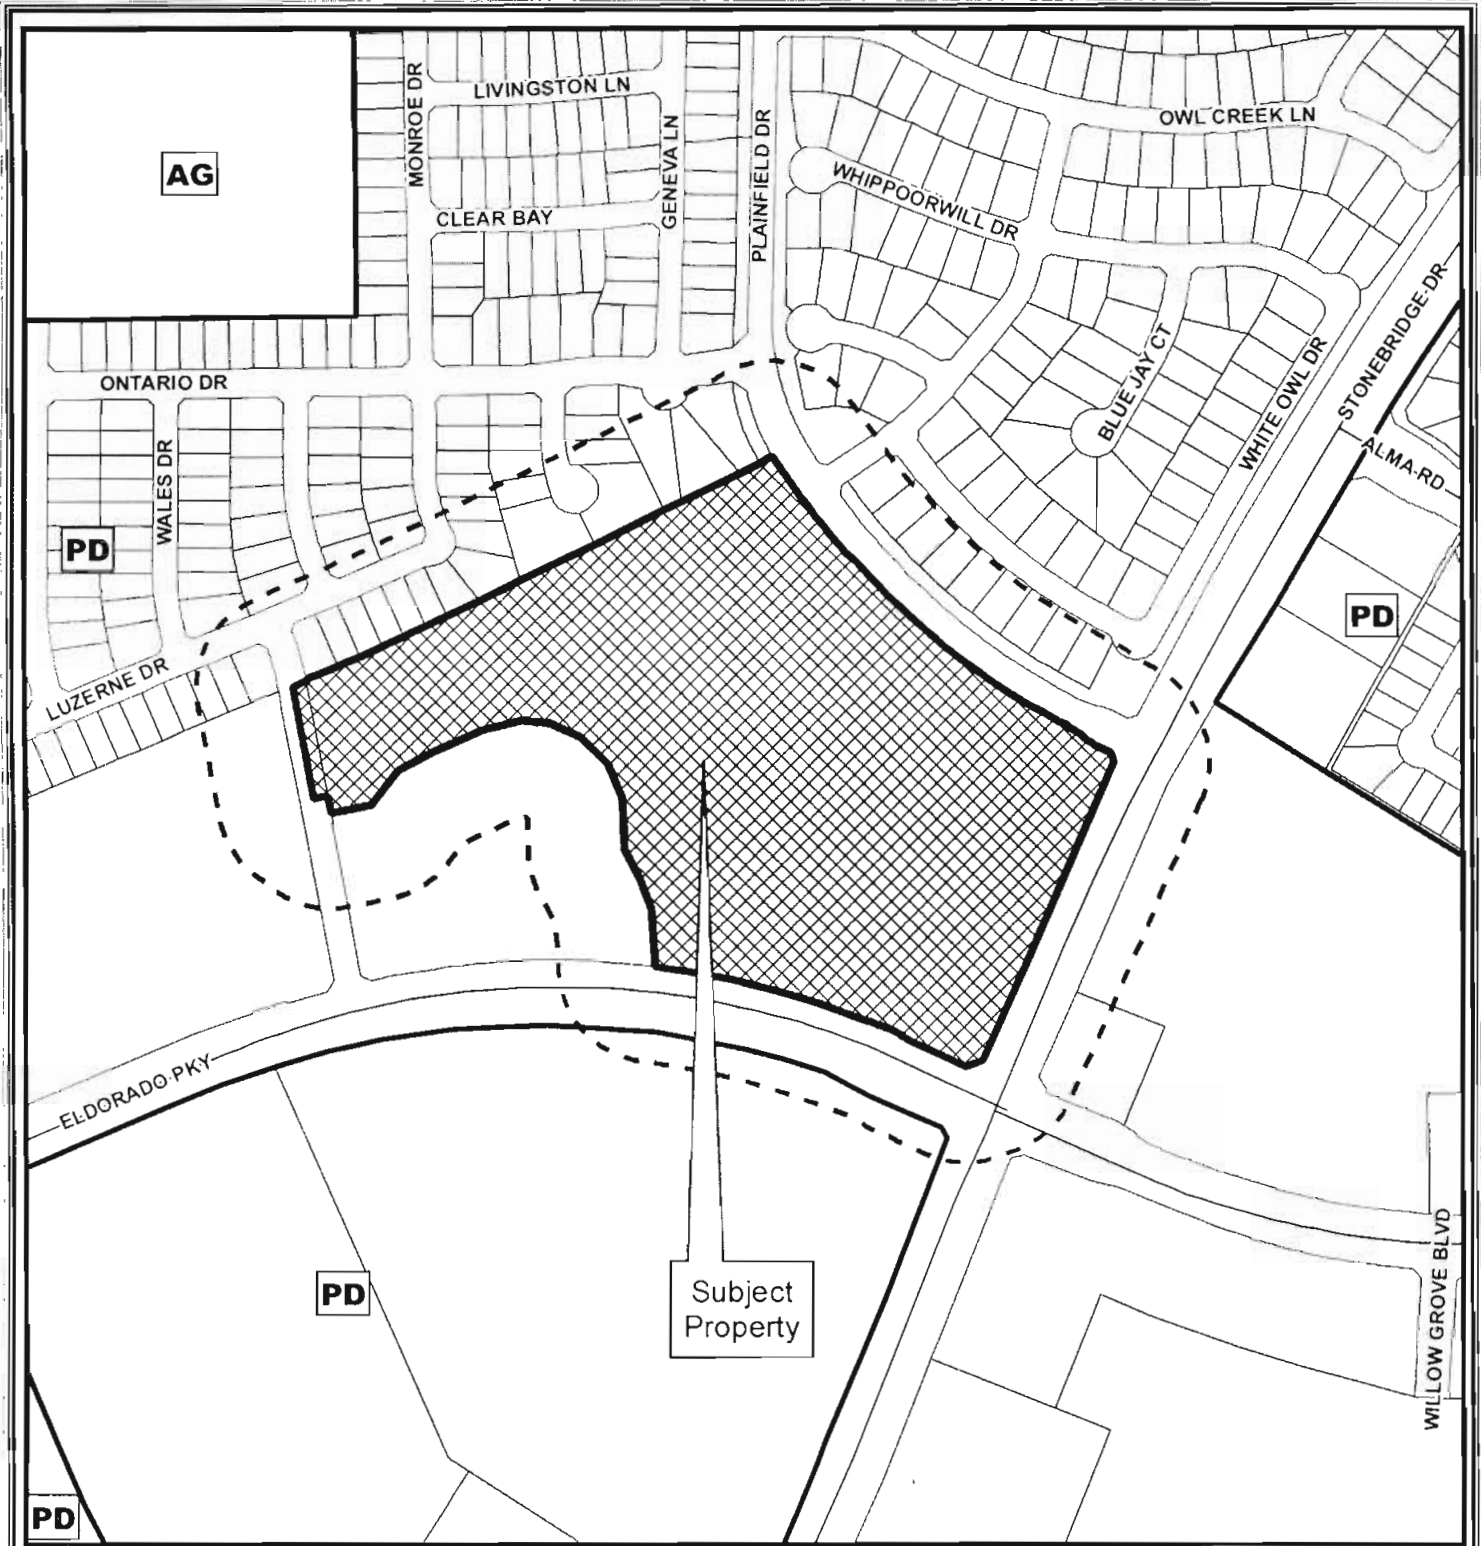 LIVINGSTON LN
MONROE DR
OWL CREEK LN
GENEVA LN
PLAINFIELD DR
AG
WHIPPOORWILL DR
CLEAR BAY
STONEBRIDGE DR
ONTARIO DR
BLUE JAY CT
WHITE OWL DR
ALMA RD
WALES DR
PD
PD
LUZERNE DR
ELDORADO PKY
PD
Subject
Property
WILLOW GROVE BLVD
PD